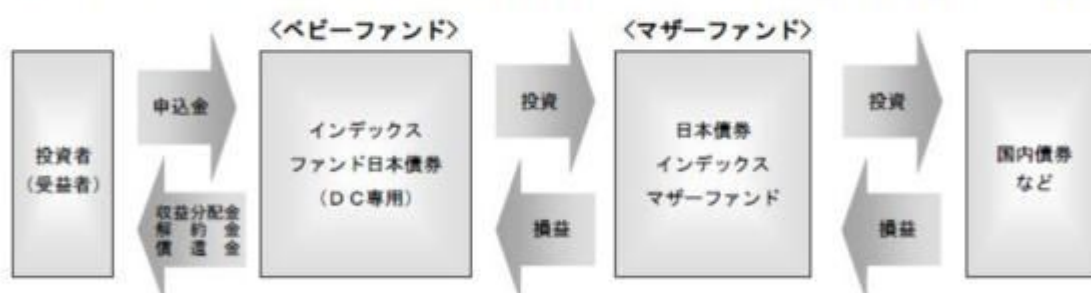 〈ベビーファンド〉
〈マザーファンド〉
投資者
（受益者）
申込金
収益分配金
解約金
償還金
インデックス
ファンド日本債券
（ＤＣ専用）
投資
損益
日本債券
インデックス
マザーファンド
投資
損益
国内債券
など